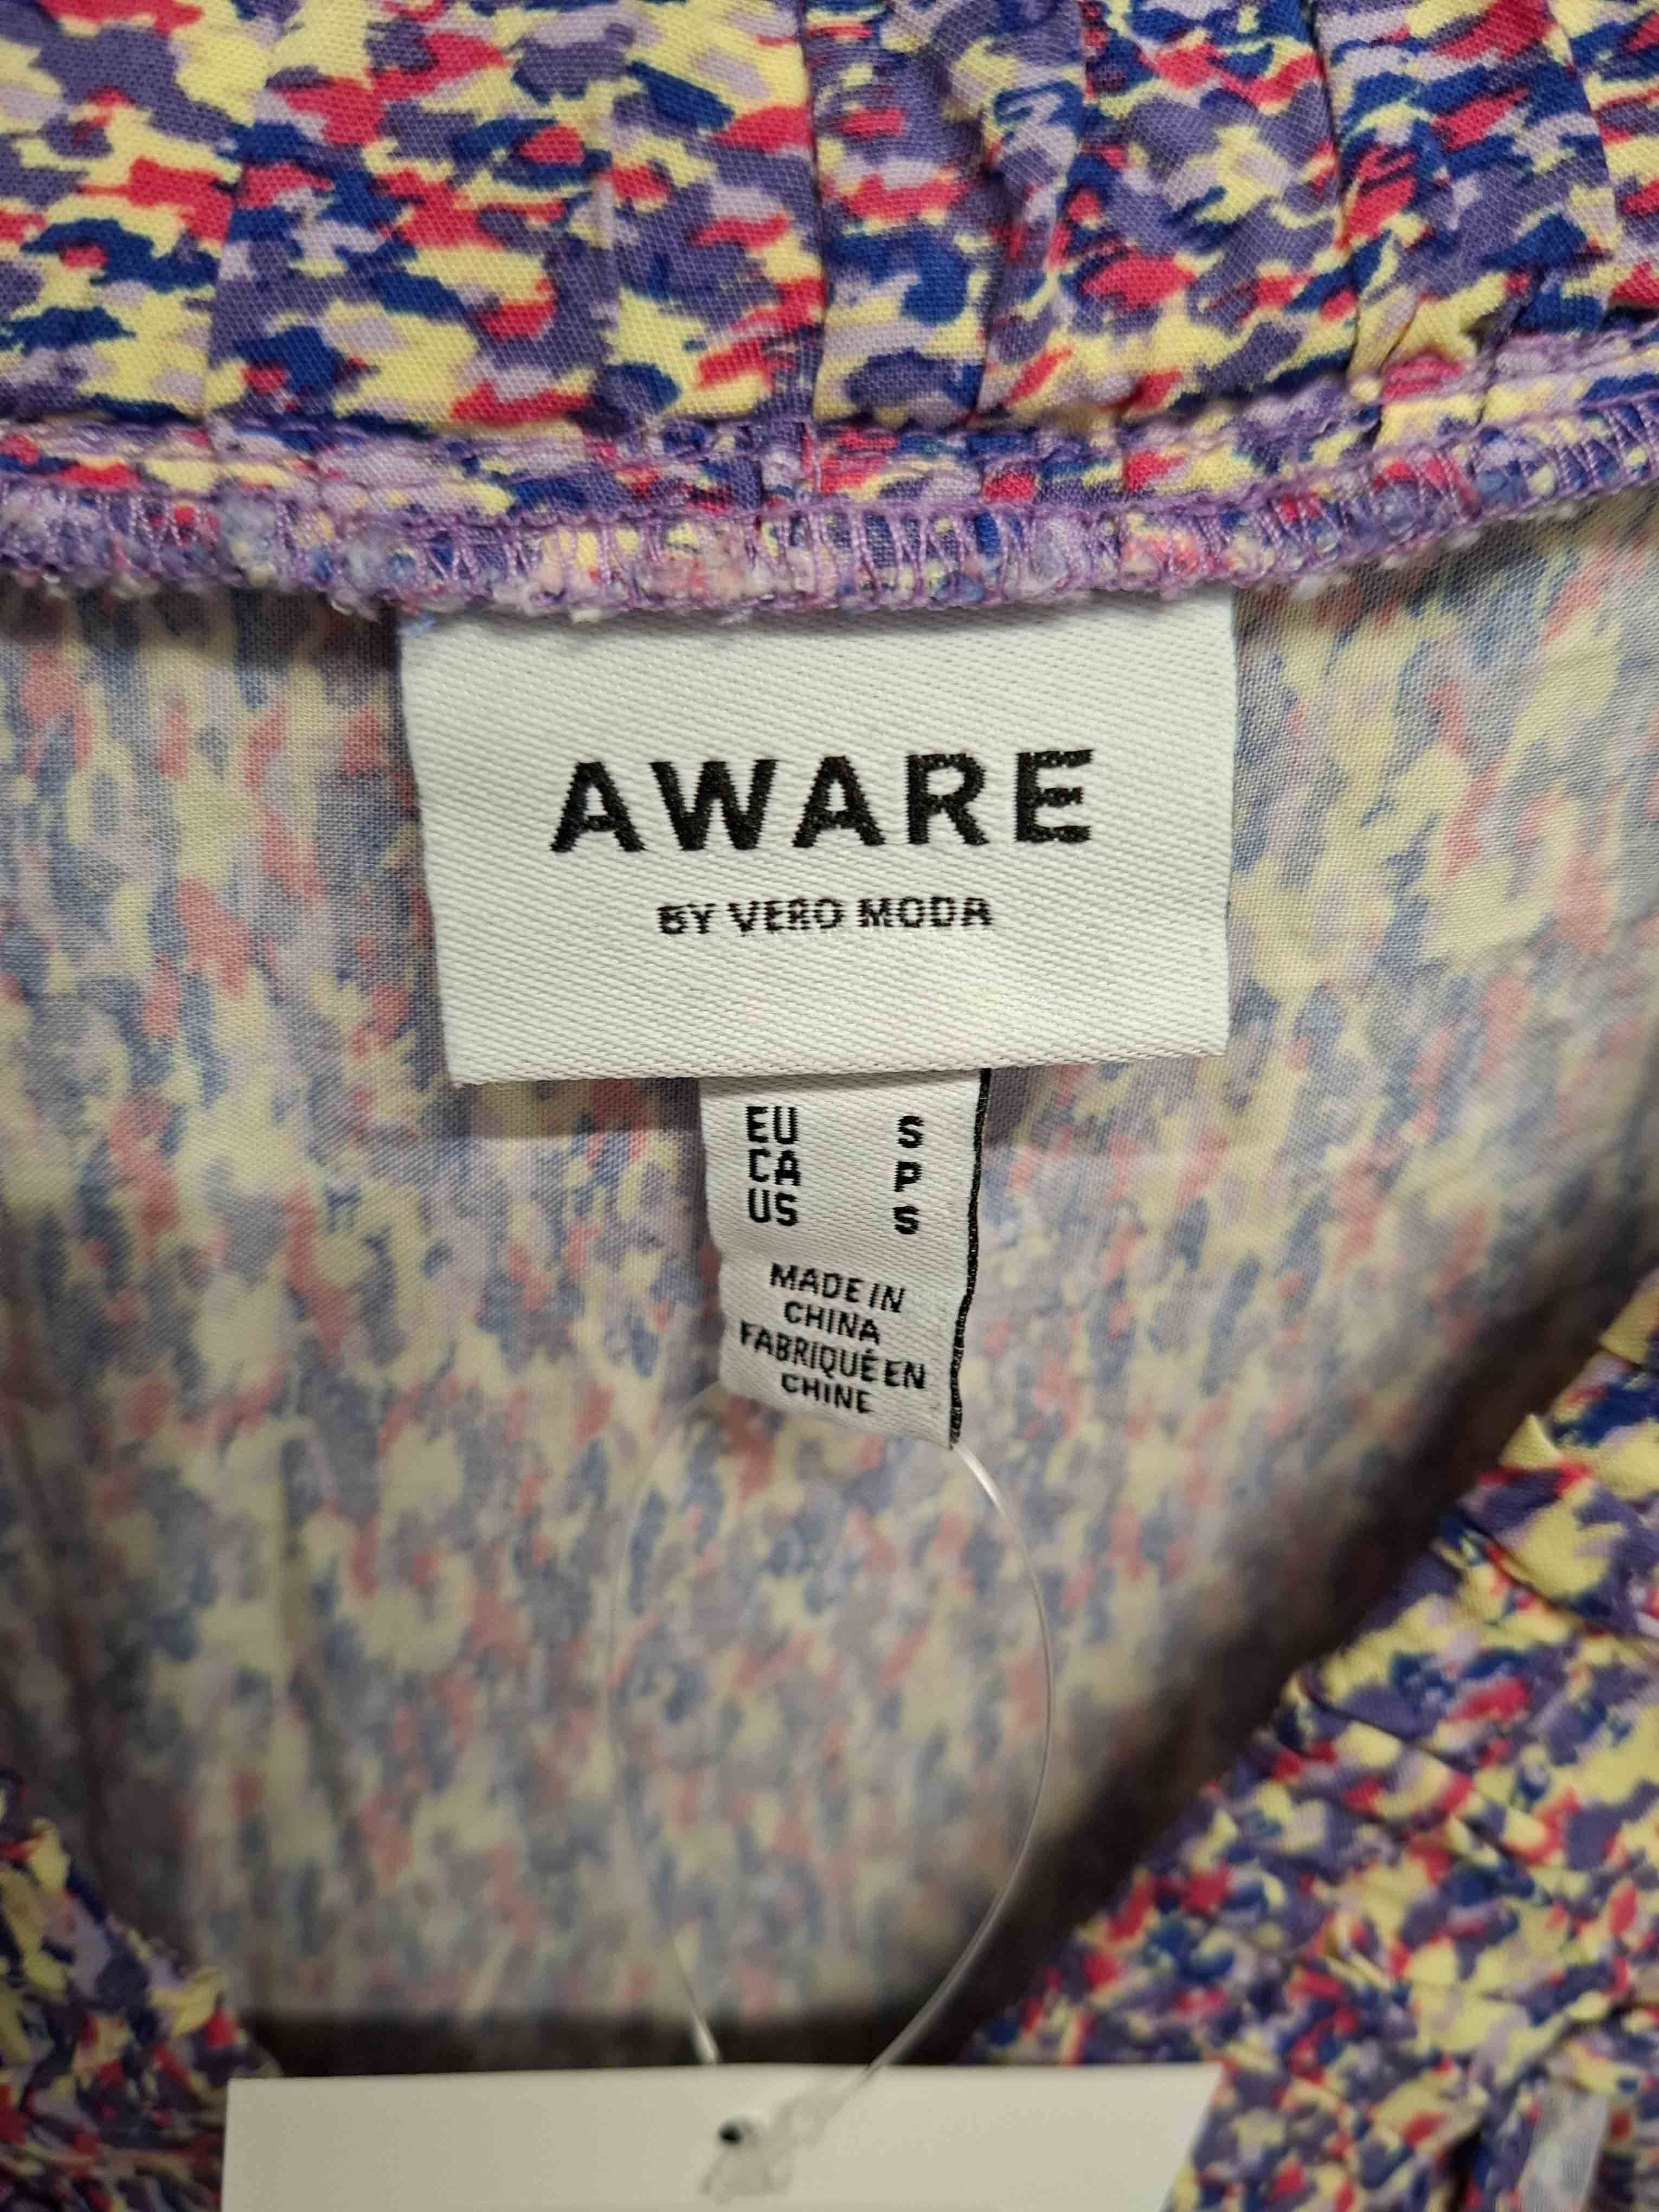 AWARE
BY VERO MODA
EU S
CA P
US S
MADE IN
CHINA
FABRIQUÉ EN
CHINE